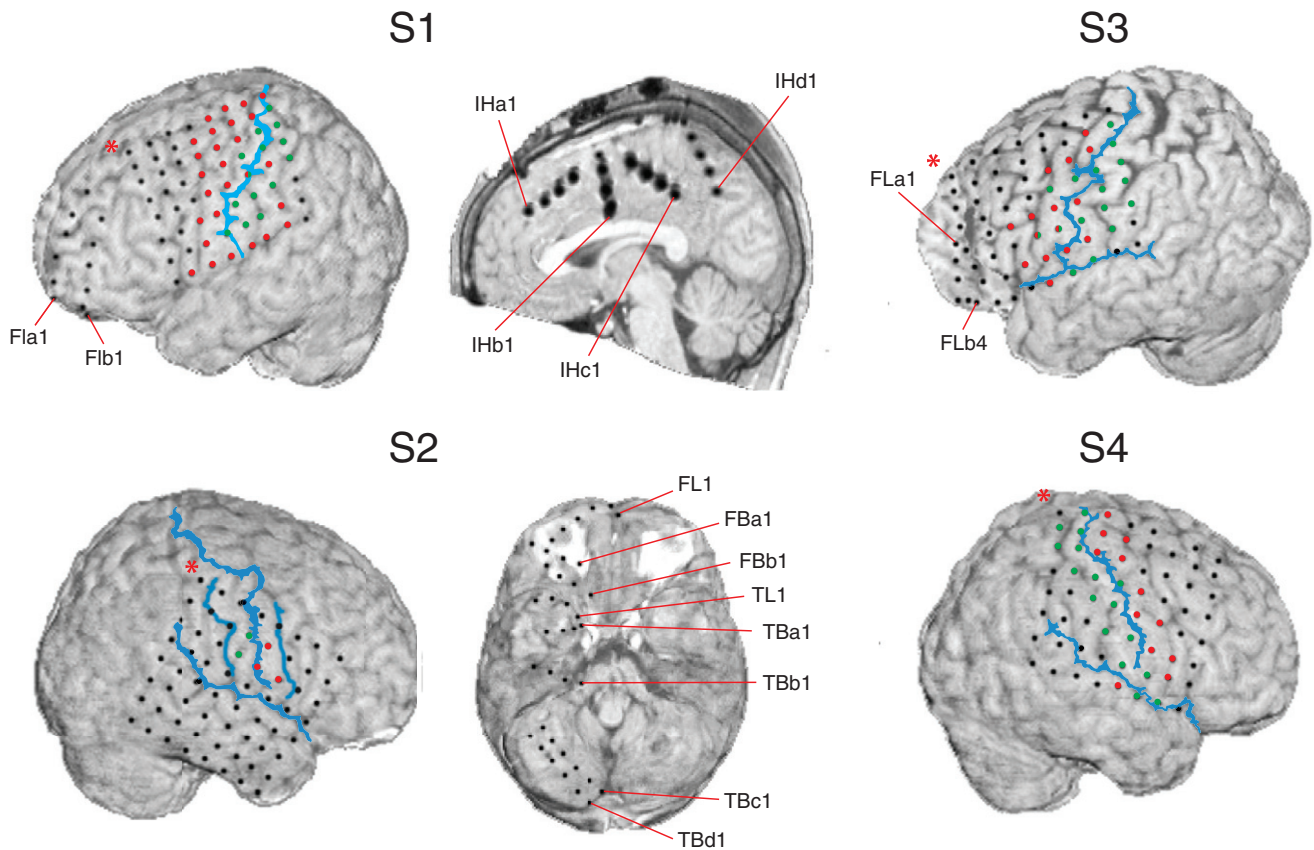 S1
S3
IHa1
IHd1
FLa1
Fla1
Flb1
IHb1
IHc1
FLb4
S2
S4
FL1
FBa1
FBb1
TL1
TBa1
TBb1
TBc1
TBd1